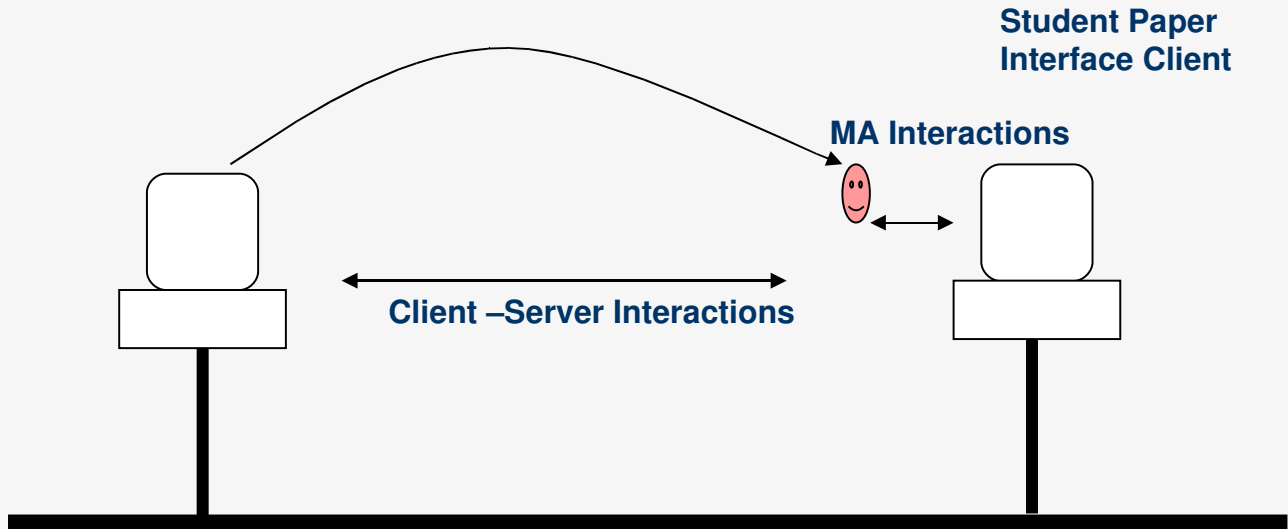 Student Paper
Interface Client
MA Interactions
Client –Server Interactions